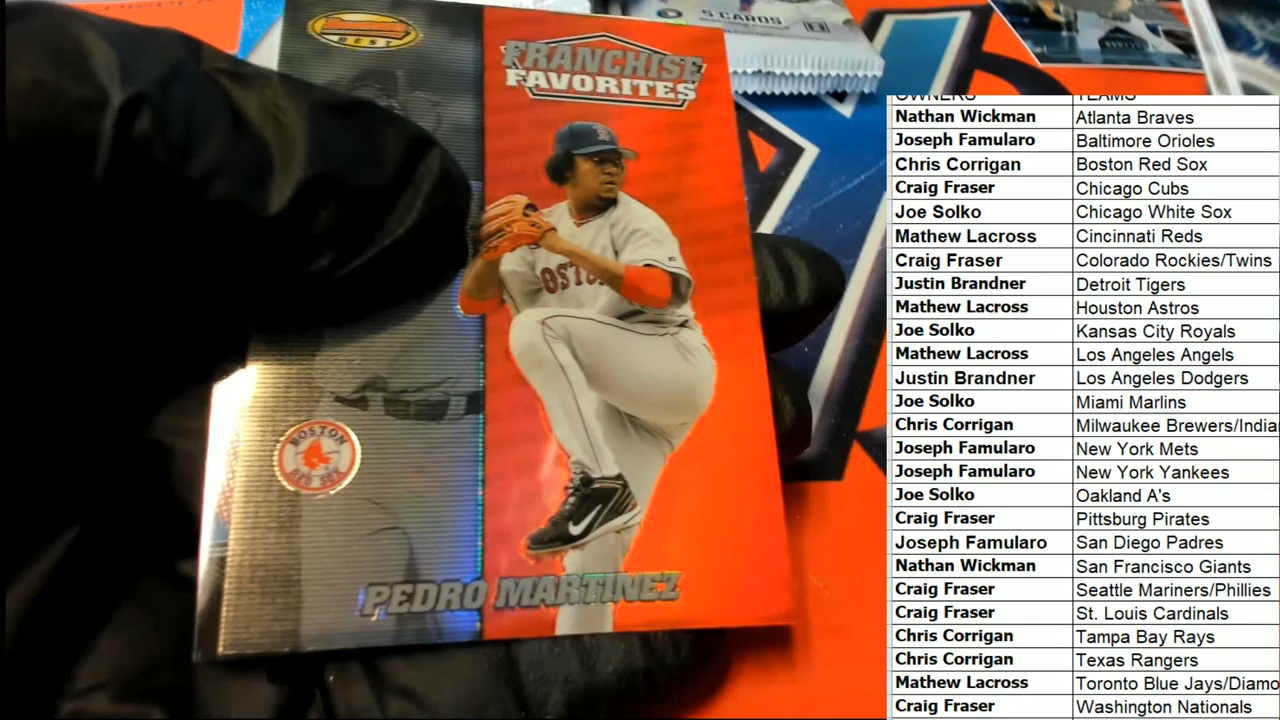 Bowman's
BEST
FRANCHISE
FAVORITES
5 CARDS
BOSTON
BOSTON
RED SOX
PEDRO MARTINEZ
OWNERS TEAMS
Nathan Wickman Atlanta Braves
Joseph Famularo Baltimore Orioles
Chris Corrigan Boston Red Sox
Craig Fraser Chicago Cubs
Joe Solko Chicago White Sox
Mathew Lacross Cincinnati Reds
Craig Fraser Colorado Rockies/Twins
Justin Brandner Detroit Tigers
Mathew Lacross Houston Astros
Joe Solko Kansas City Royals
Mathew Lacross Los Angeles Angels
Justin Brandner Los Angeles Dodgers
Joe Solko Miami Marlins
Chris Corrigan Milwaukee Brewers/India
Joseph Famularo New York Mets
Joseph Famularo New York Yankees
Joe Solko Oakland A's
Craig Fraser Pittsburg Pirates
Joseph Famularo San Diego Padres
Nathan Wickman San Francisco Giants
Craig Fraser Seattle Mariners/Phillies
Craig Fraser St. Louis Cardinals
Chris Corrigan Tampa Bay Rays
Chris Corrigan Texas Rangers
Mathew Lacross Toronto Blue Jays/Diamo
Craig Fraser Washington Nationals